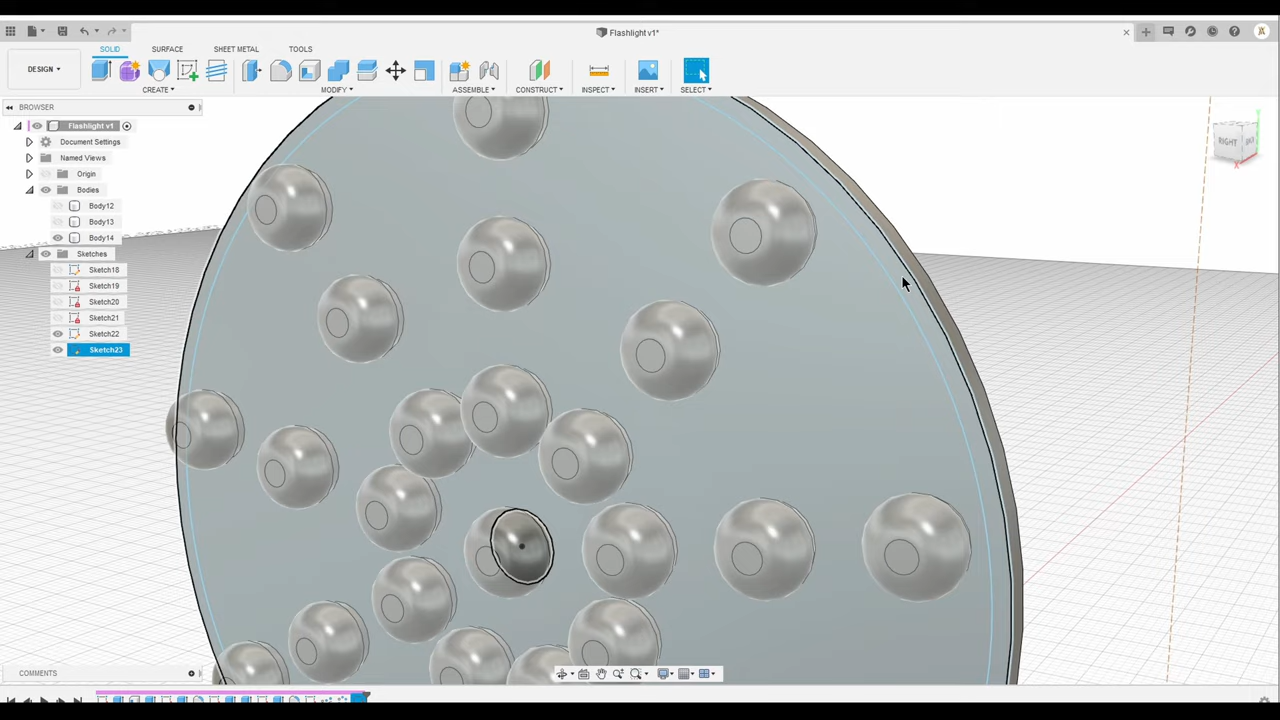 Flashlight v1*
SOLID SURFACE SHEET METAL TOOLS
DESIGN ▾
CREATE ▾ MODIFY ▾ ASSEMBLE ▾ CONSTRUCT ▾ INSPECT ▾ INSERT ▾ SELECT ▾
BROWSER
Flashlight v1
Document Settings
Named Views
Origin
Bodies
Body12
Body13
Body14
Sketches
Sketch18
Sketch19
Sketch20
Sketch21
Sketch22
Sketch23
RIGHT
X
COMMENTS